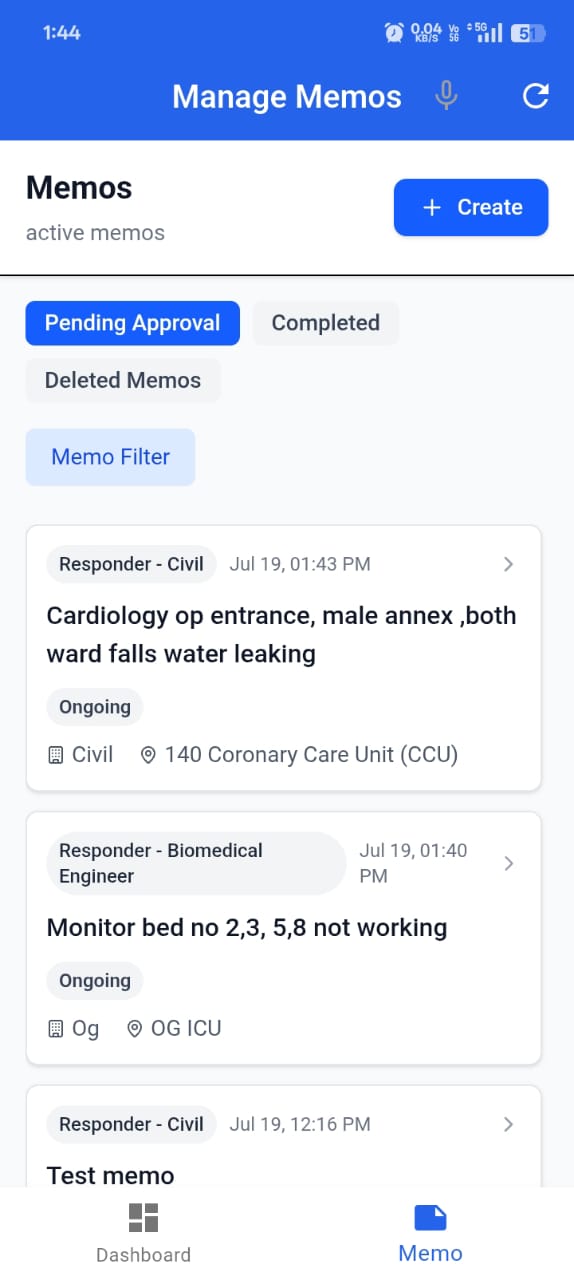 1:44
0.04 KB/S
Vo 5G
5G
51
Manage Memos
Memos
active memos
+ Create
Pending Approval
Completed
Deleted Memos
Memo Filter
Responder - Civil
Jul 19, 01:43 PM
Cardiology op entrance, male annex ,both
ward falls water leaking
Ongoing
Civil
140 Coronary Care Unit (CCU)
Responder - Biomedical
Engineer
Jul 19, 01:40
PM
Monitor bed no 2,3, 5,8 not working
Ongoing
Og
OG ICU
Responder - Civil
Jul 19, 12:16 PM
Test memo
Dashboard
Memo